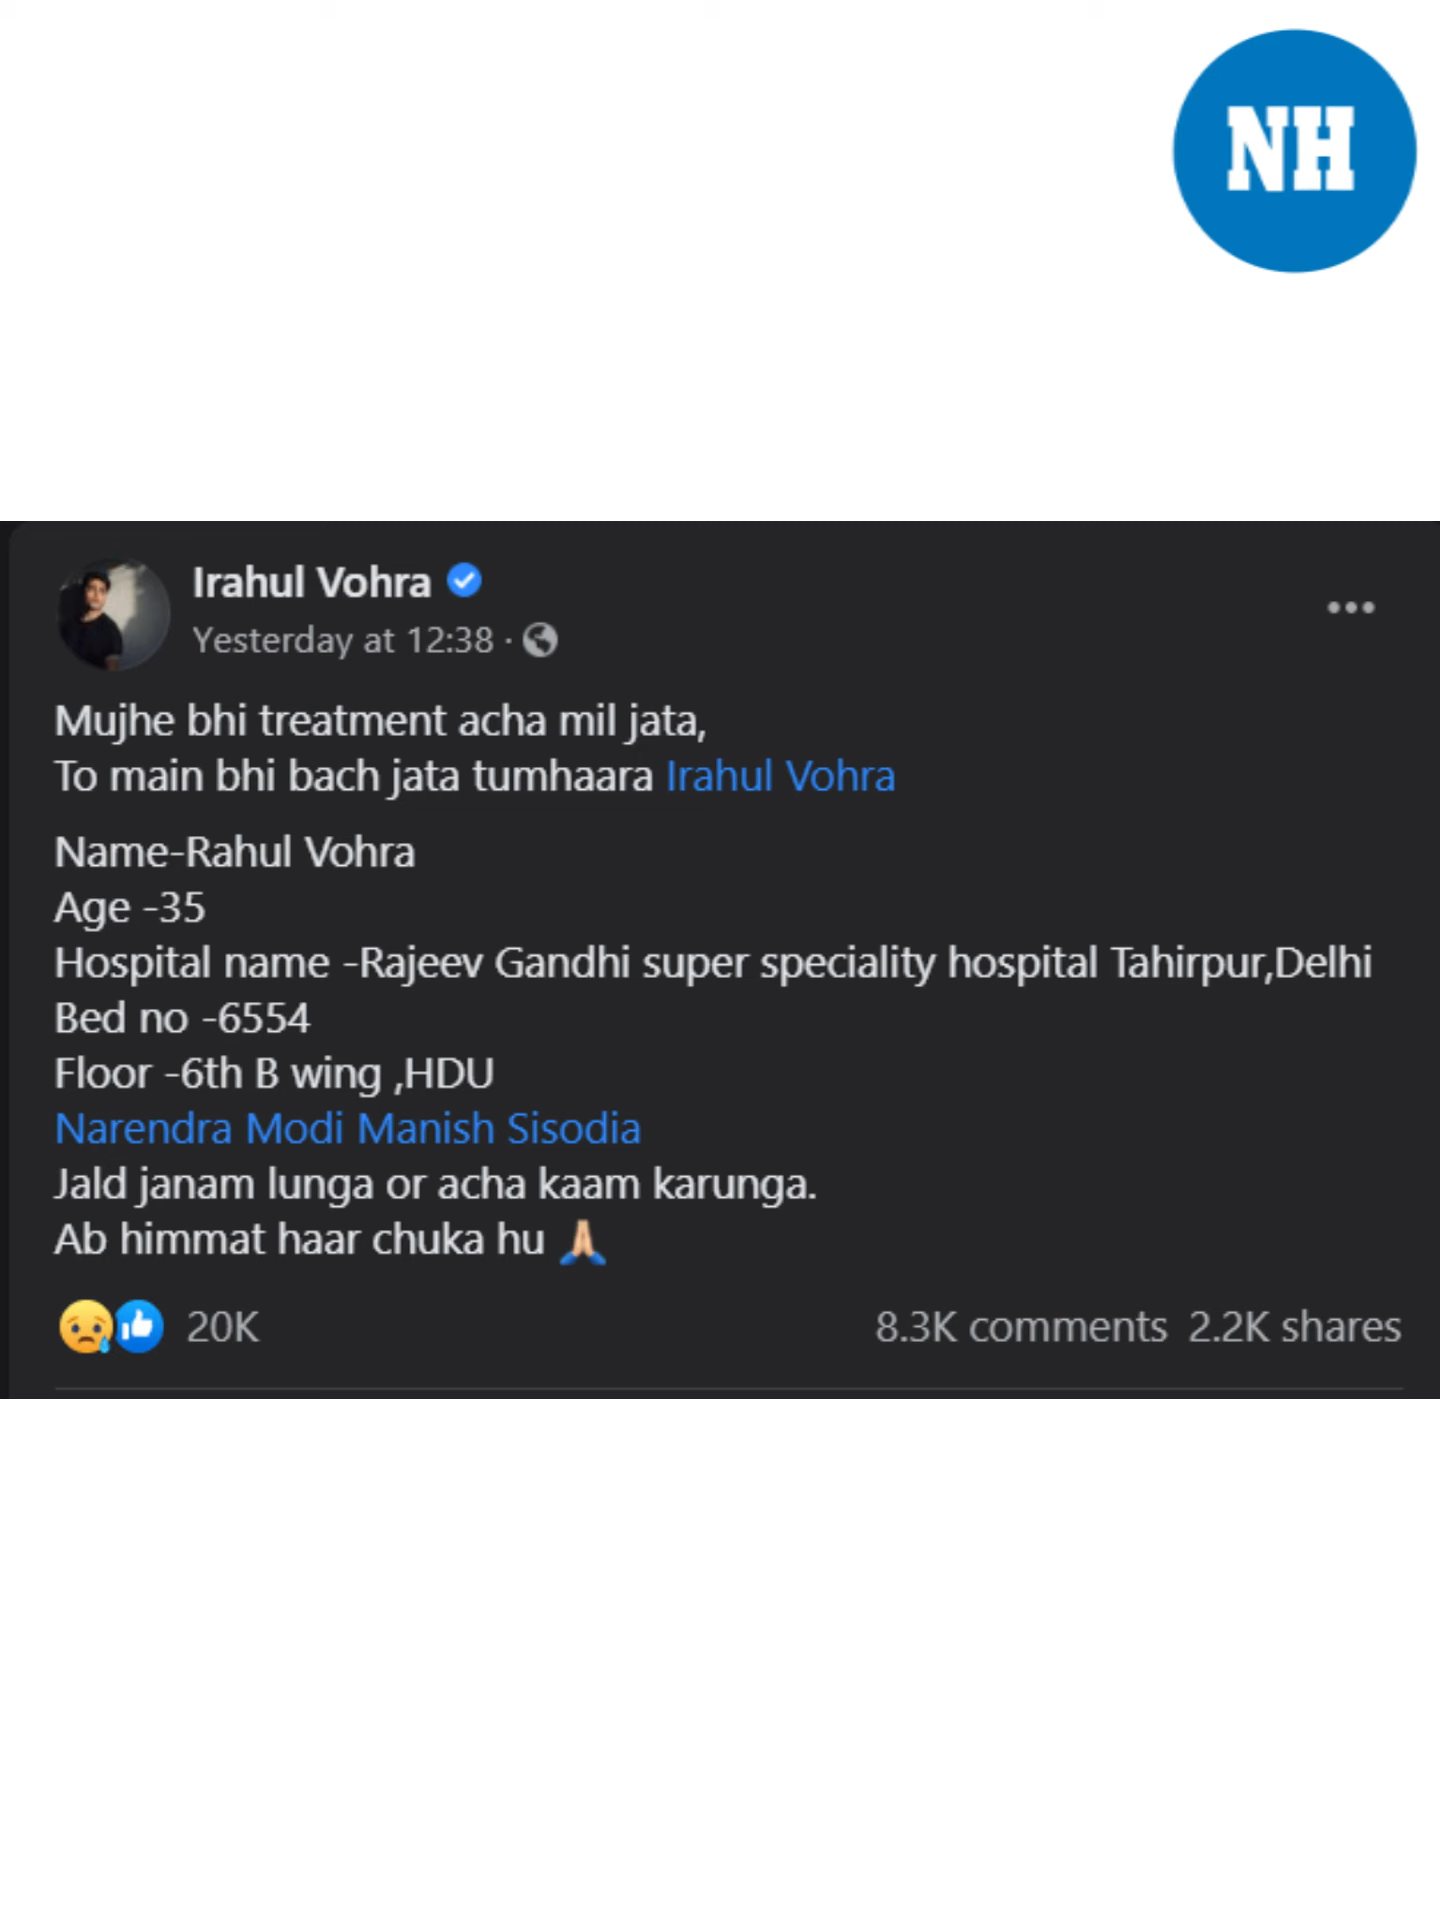 NH
Irahul Vohra
Yesterday at 12:38 ·
Mujhe bhi treatment acha mil jata,
To main bhi bach jata tumhaara Irahul Vohra
Name-Rahul Vohra
Age -35
Hospital name -Rajeev Gandhi super speciality hospital Tahirpur,Delhi
Bed no -6554
Floor -6th B wing ,HDU
Narendra Modi Manish Sisodia
Jald janam lunga or acha kaam karunga.
Ab himmat haar chuka hu 🙏🏻
20K 8.3K comments 2.2K shares